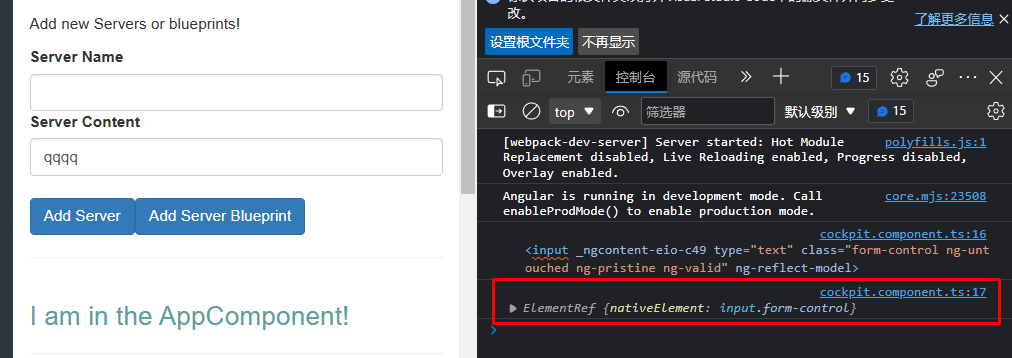 Add new Servers or blueprints!
Server Name
Server Content
qqqq
Add Server Add Server Blueprint
I am in the AppComponent!
改。
了解更多信息
设置根文件夹 不再显示
元素 控制台 源代码 15
top 筛选器 默认级别 15
[webpack-dev-server] Server started: Hot Module polyfills.js:1
Replacement disabled, Live Reloading enabled, Progress disabled,
Overlay enabled.
Angular is running in development mode. Call core.mjs:23508
enableProdMode() to enable production mode.
cockpit.component.ts:16
<input _ngcontent-eio-c49 type="text" class="form-control ng-unt
ouched ng-pristine ng-valid" ng-reflect-model>
cockpit.component.ts:17
ElementRef {nativeElement: input.form-control}